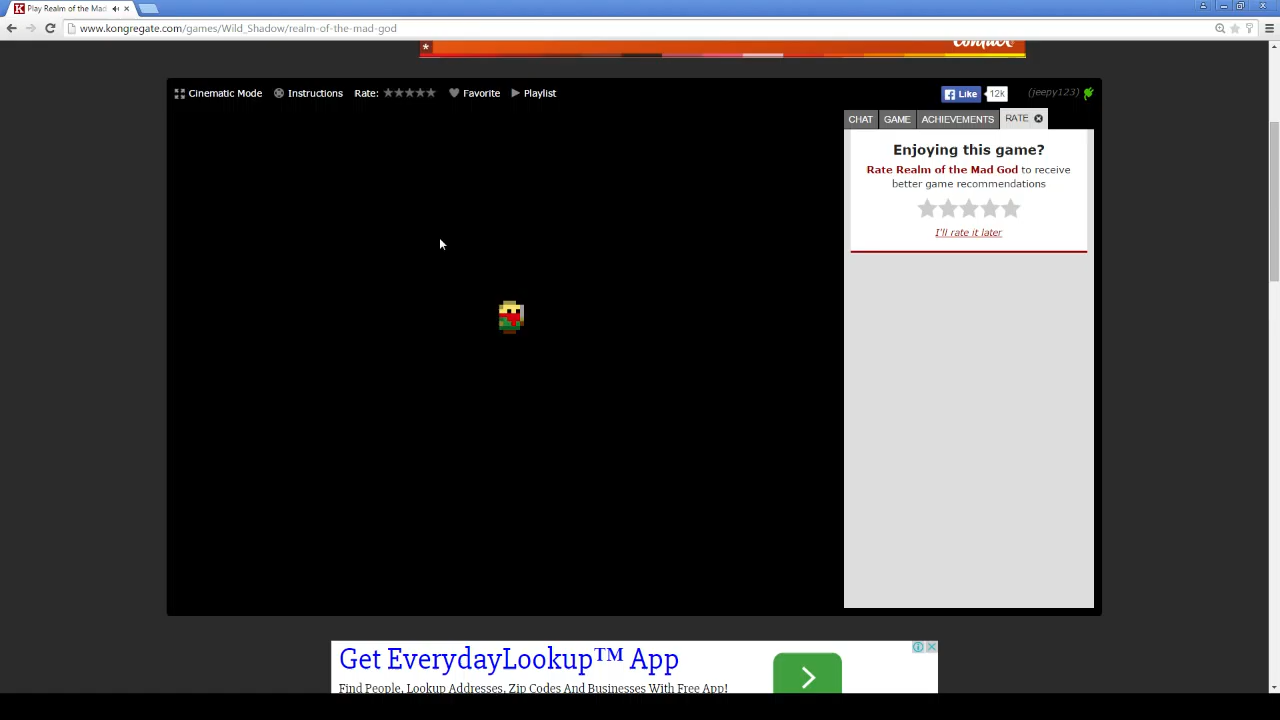 Play Realm of the Mad
www.kongregate.com/games/Wild_Shadow/realm-of-the-mad-god
Cinematic Mode Instructions Rate: Favorite Playlist Like 12k (jeepy123)
CHAT GAME ACHIEVEMENTS RATE
Enjoying this game?
Rate Realm of the Mad God to receive
better game recommendations
I'll rate it later
Get EverydayLookup™ App
Find People, Lookup Addresses, Zip Codes And Businesses With Free App!